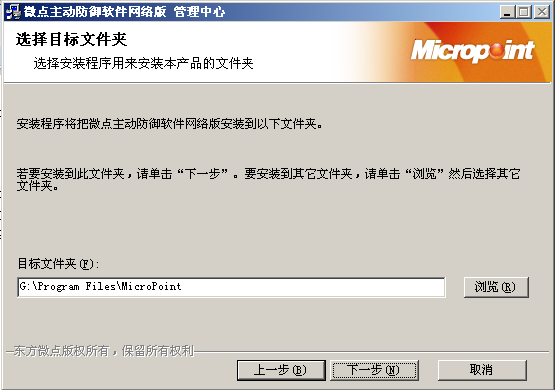 微点主动防御软件网络版 管理中心
选择目标文件夹
选择安装程序用来安装本产品的文件夹
Micropoint
安装程序将把微点主动防御软件网络版安装到以下文件夹。
若要安装到此文件夹，请单击“下一步”。要安装到其它文件夹，请单击“浏览”然后选择其它
文件夹。
目标文件夹(F):
G:\Program Files\MicroPoint
浏览(R)
东方微点版权所有，保留所有权利
上一步(B)
下一步(N)
取消